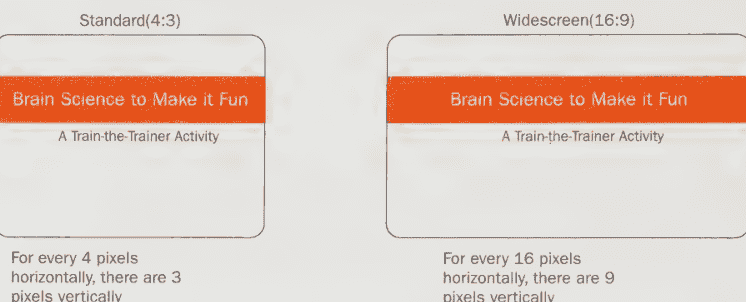 Standard(4:3)
Brain Science to Make it Fun
A Train-the-Trainer Activity
For every 4 pixels
horizontally, there are 3
pixels vertically
Widescreen(16:9)
Brain Science to Make it Fun
A Train-the-Trainer Activity
For every 16 pixels
horizontally, there are 9
pixels vertically